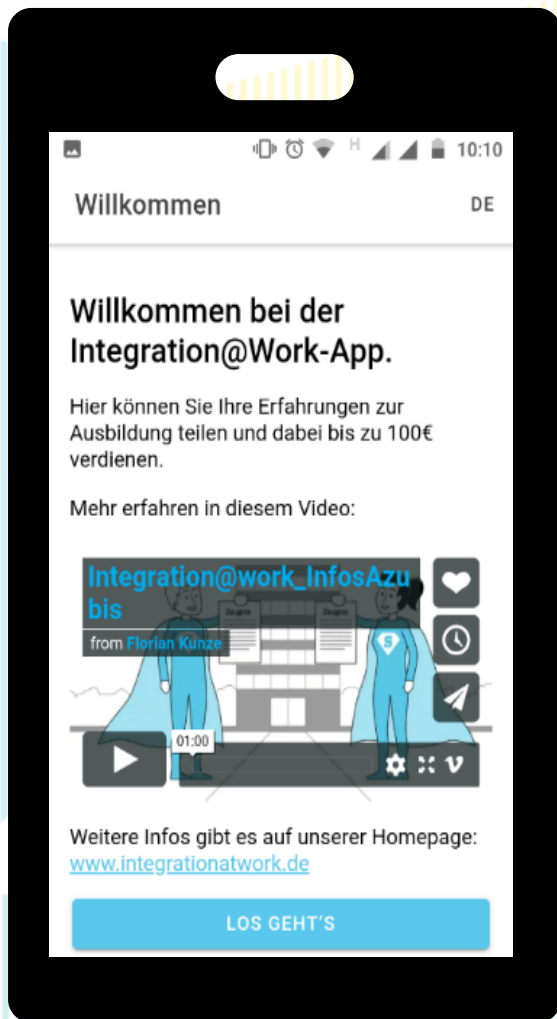 H 10:10
Willkommen DE
Willkommen bei der
Integration@Work-App.
Hier können Sie Ihre Erfahrungen zur
Ausbildung teilen und dabei bis zu 100€
verdienen.
Mehr erfahren in diesem Video:
Integration@work_InfosAzu
bis
from Florian Kunze
Zeugnis Zeugnis
S
01:00
Weitere Infos gibt es auf unserer Homepage:
www.integrationatwork.de
LOS GEHT'S